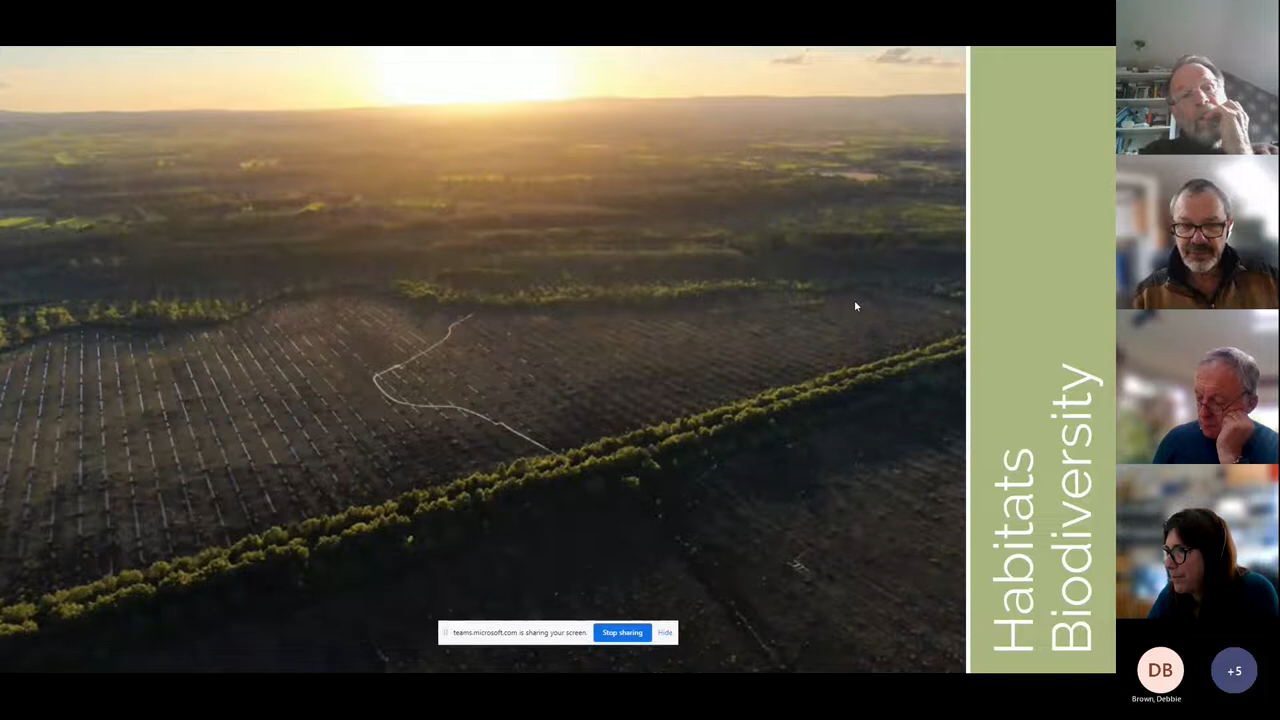 Habitats
Biodiversity
teams.microsoft.com is sharing your screen.
Stop sharing
Hide
DB
+5
Brown, Debbie